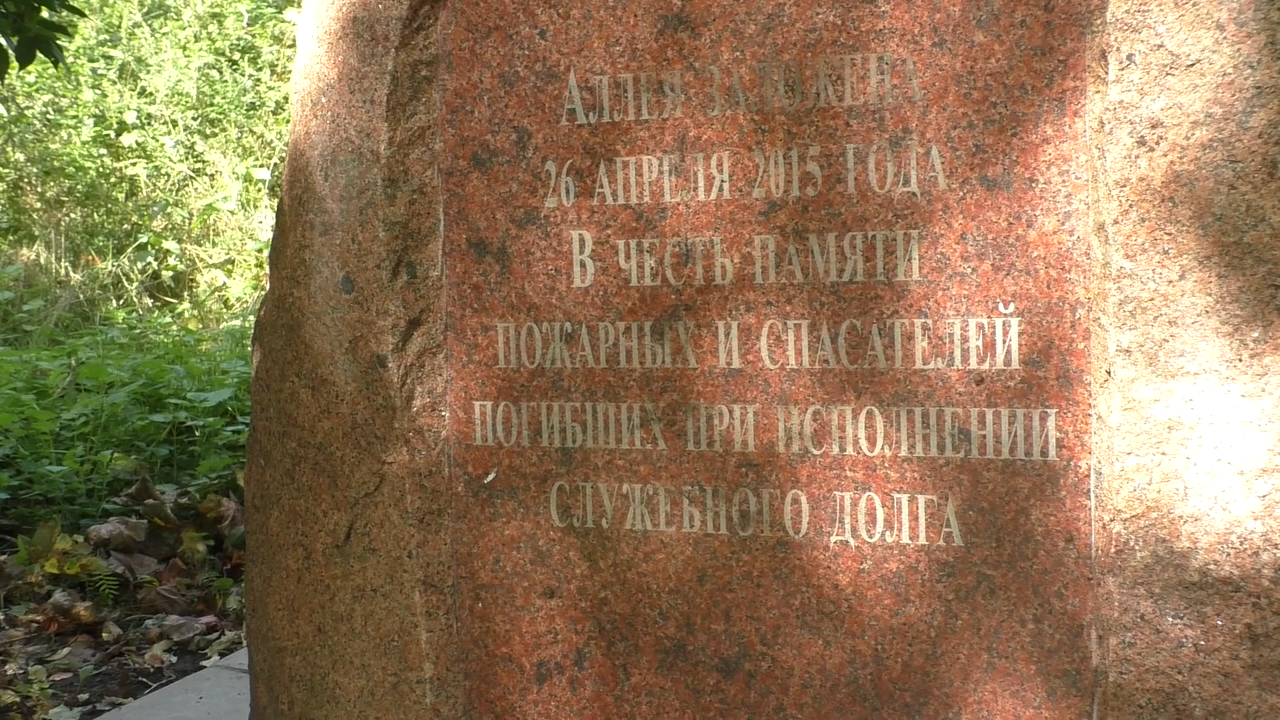 Аллея заложена
26 апреля 2015 года
В честь памяти
пожарных и спасателей
погибших при исполнении
служебного долга